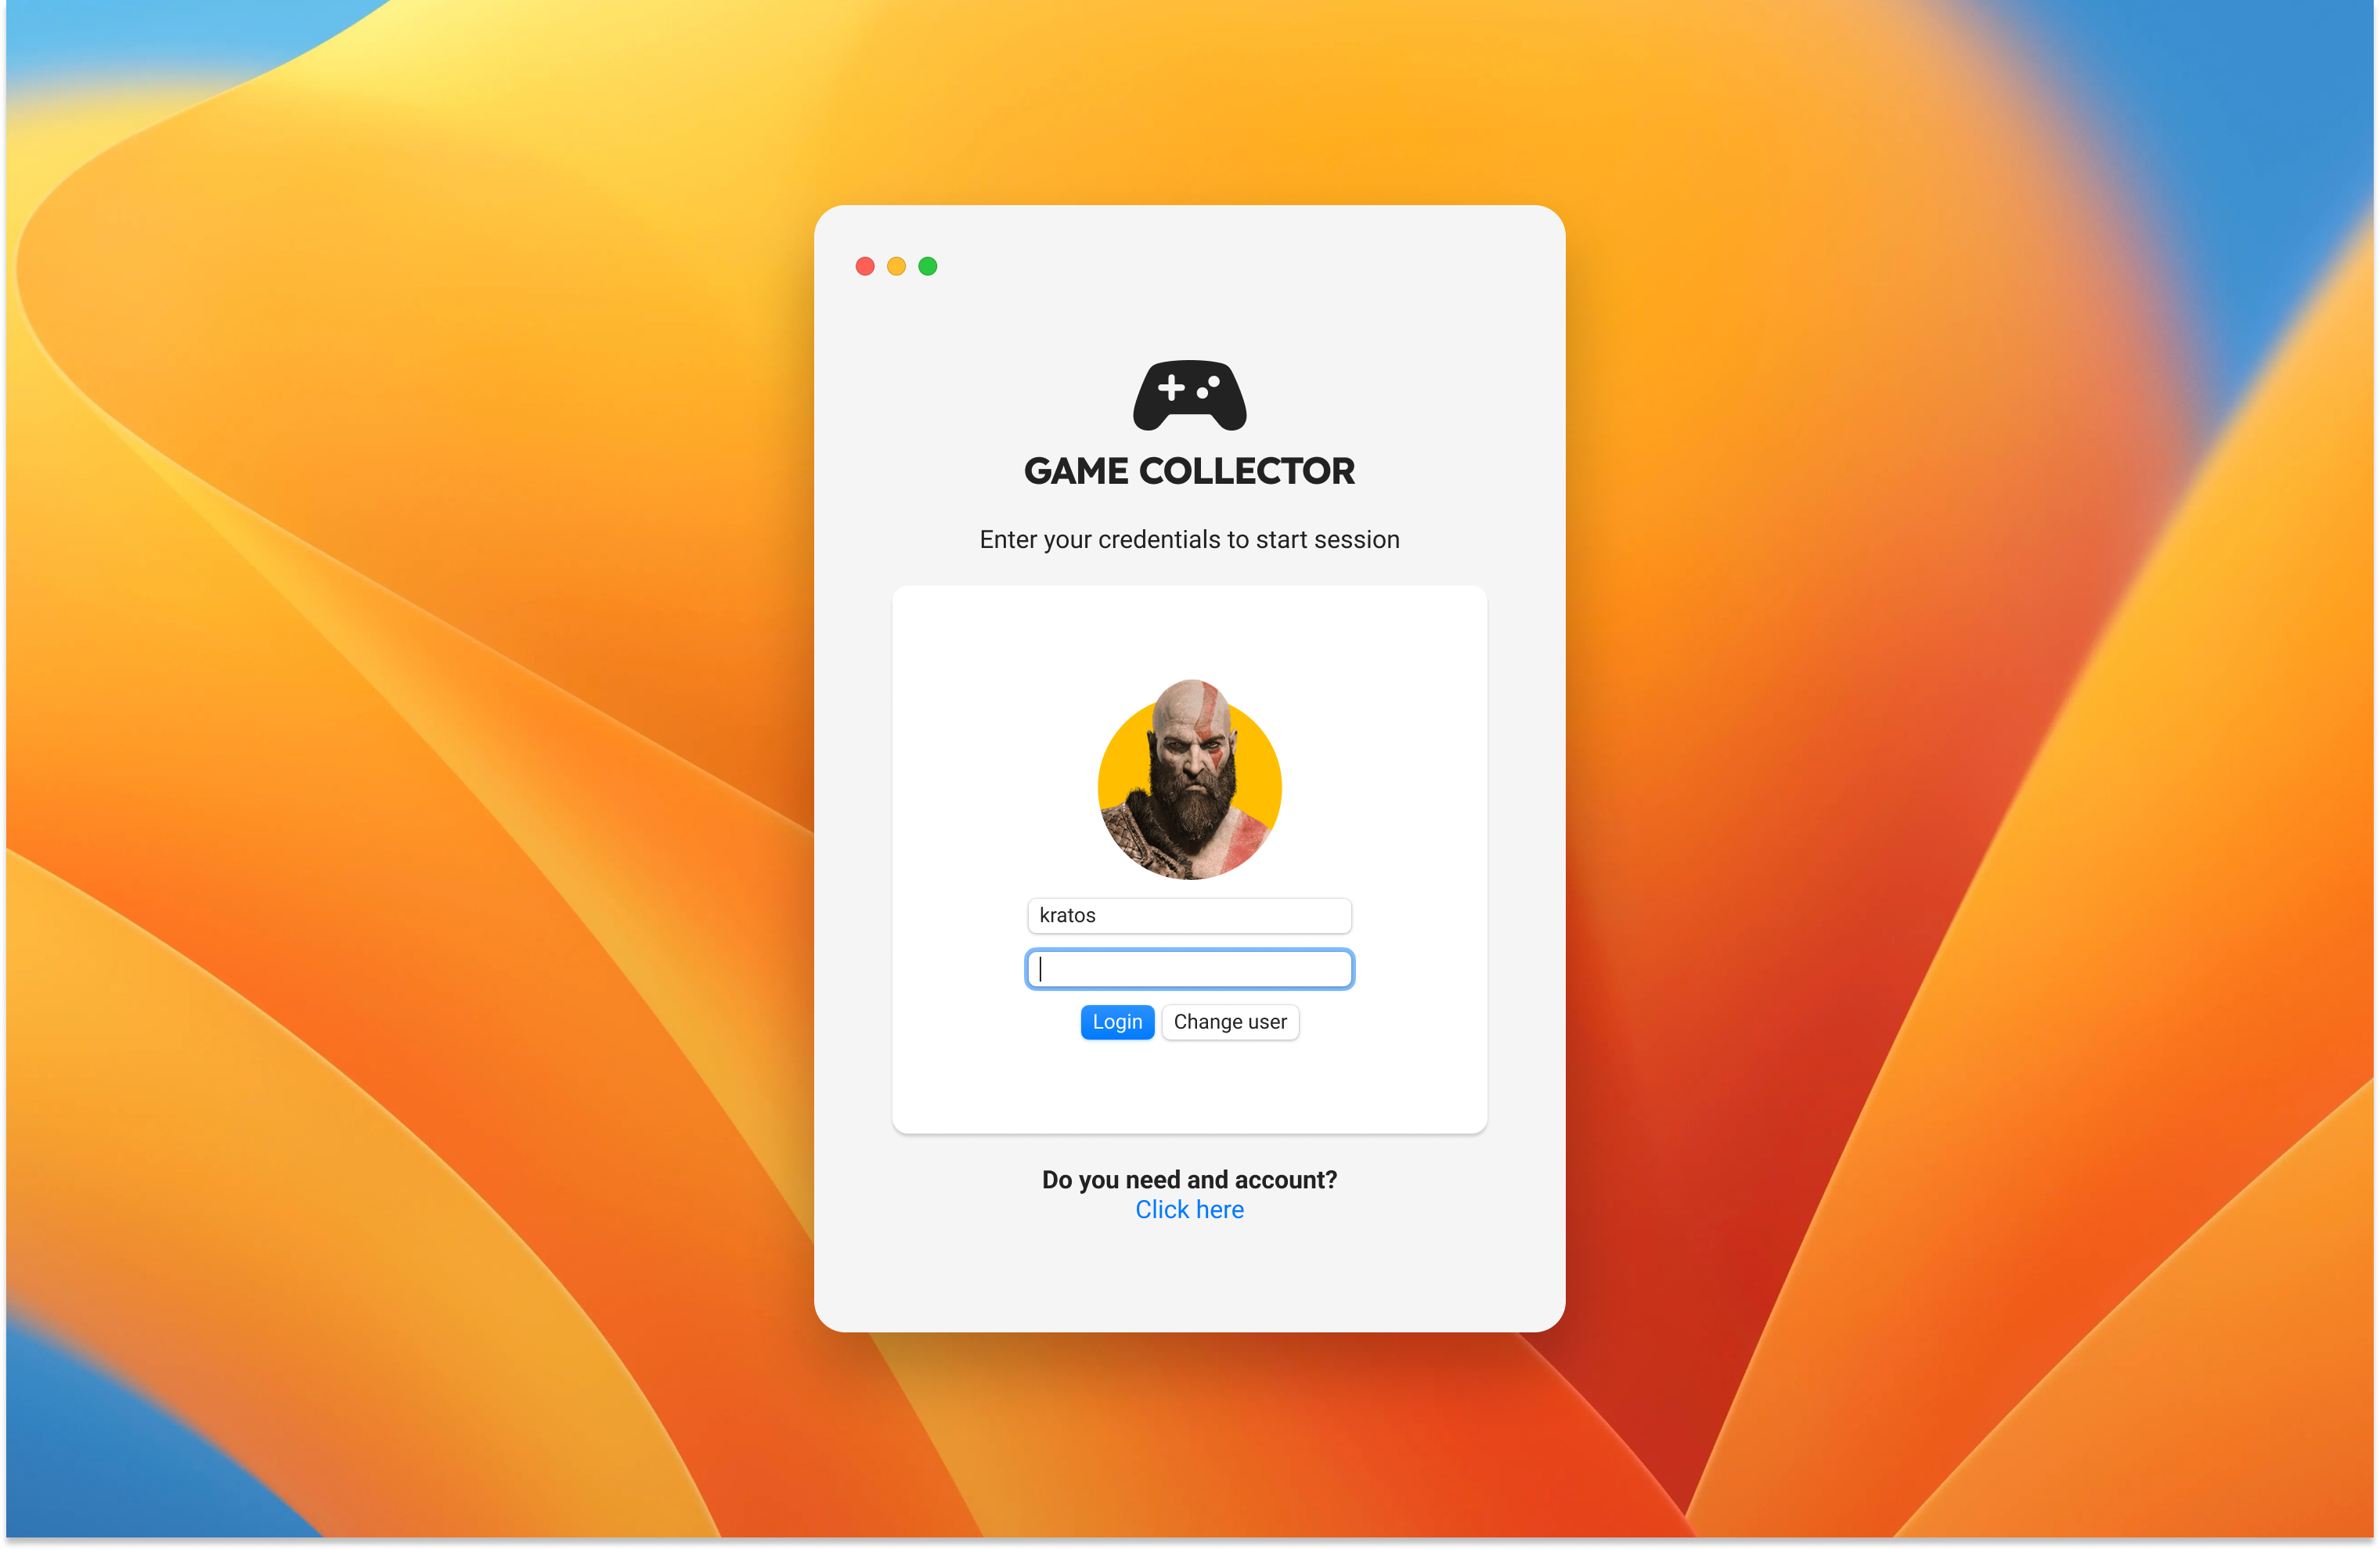 GAME COLLECTOR
Enter your credentials to start session
kratos
Login Change user
Do you need and account?
Click here